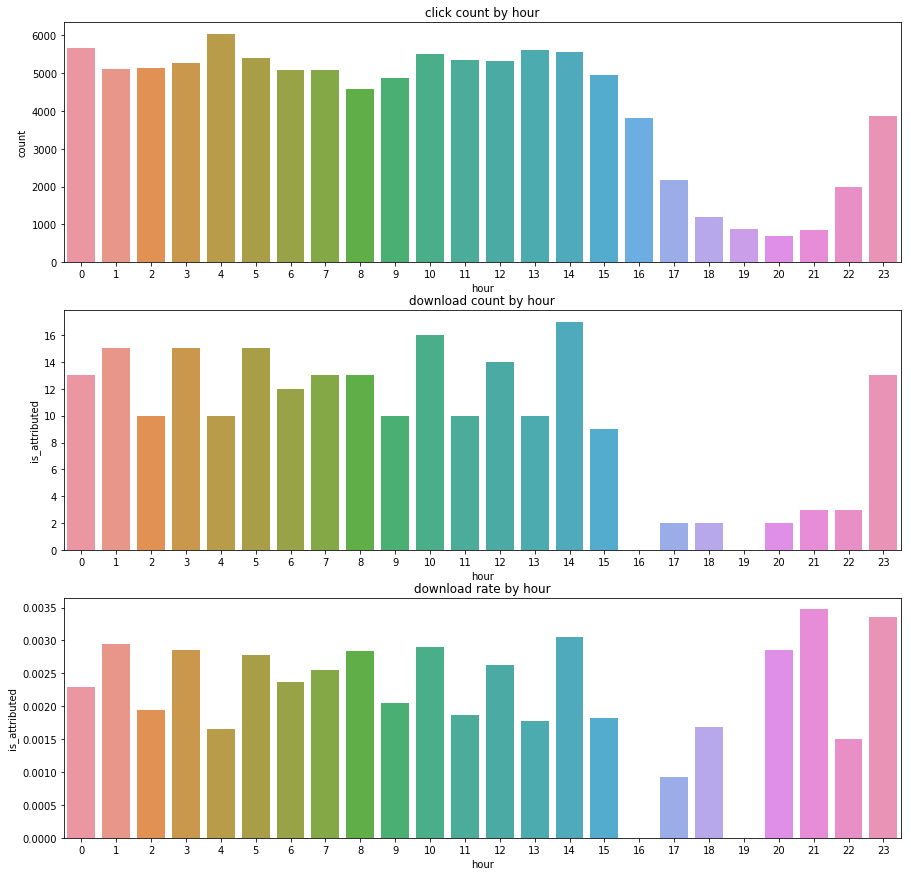 click count by hour
6000
5000
4000
3000
2000
1000
0
count
0 1 2 3 4 5 6 7 8 9 10 11 12 13 14 15 16 17 18 19 20 21 22 23
hour
download count by hour
16
14
12
10
8
6
4
2
0
is_attributed
0 1 2 3 4 5 6 7 8 9 10 11 12 13 14 15 16 17 18 19 20 21 22 23
hour
download rate by hour
0.0035
0.0030
0.0025
0.0020
0.0015
0.0010
0.0005
0.0000
is_attributed
0 1 2 3 4 5 6 7 8 9 10 11 12 13 14 15 16 17 18 19 20 21 22 23
hour